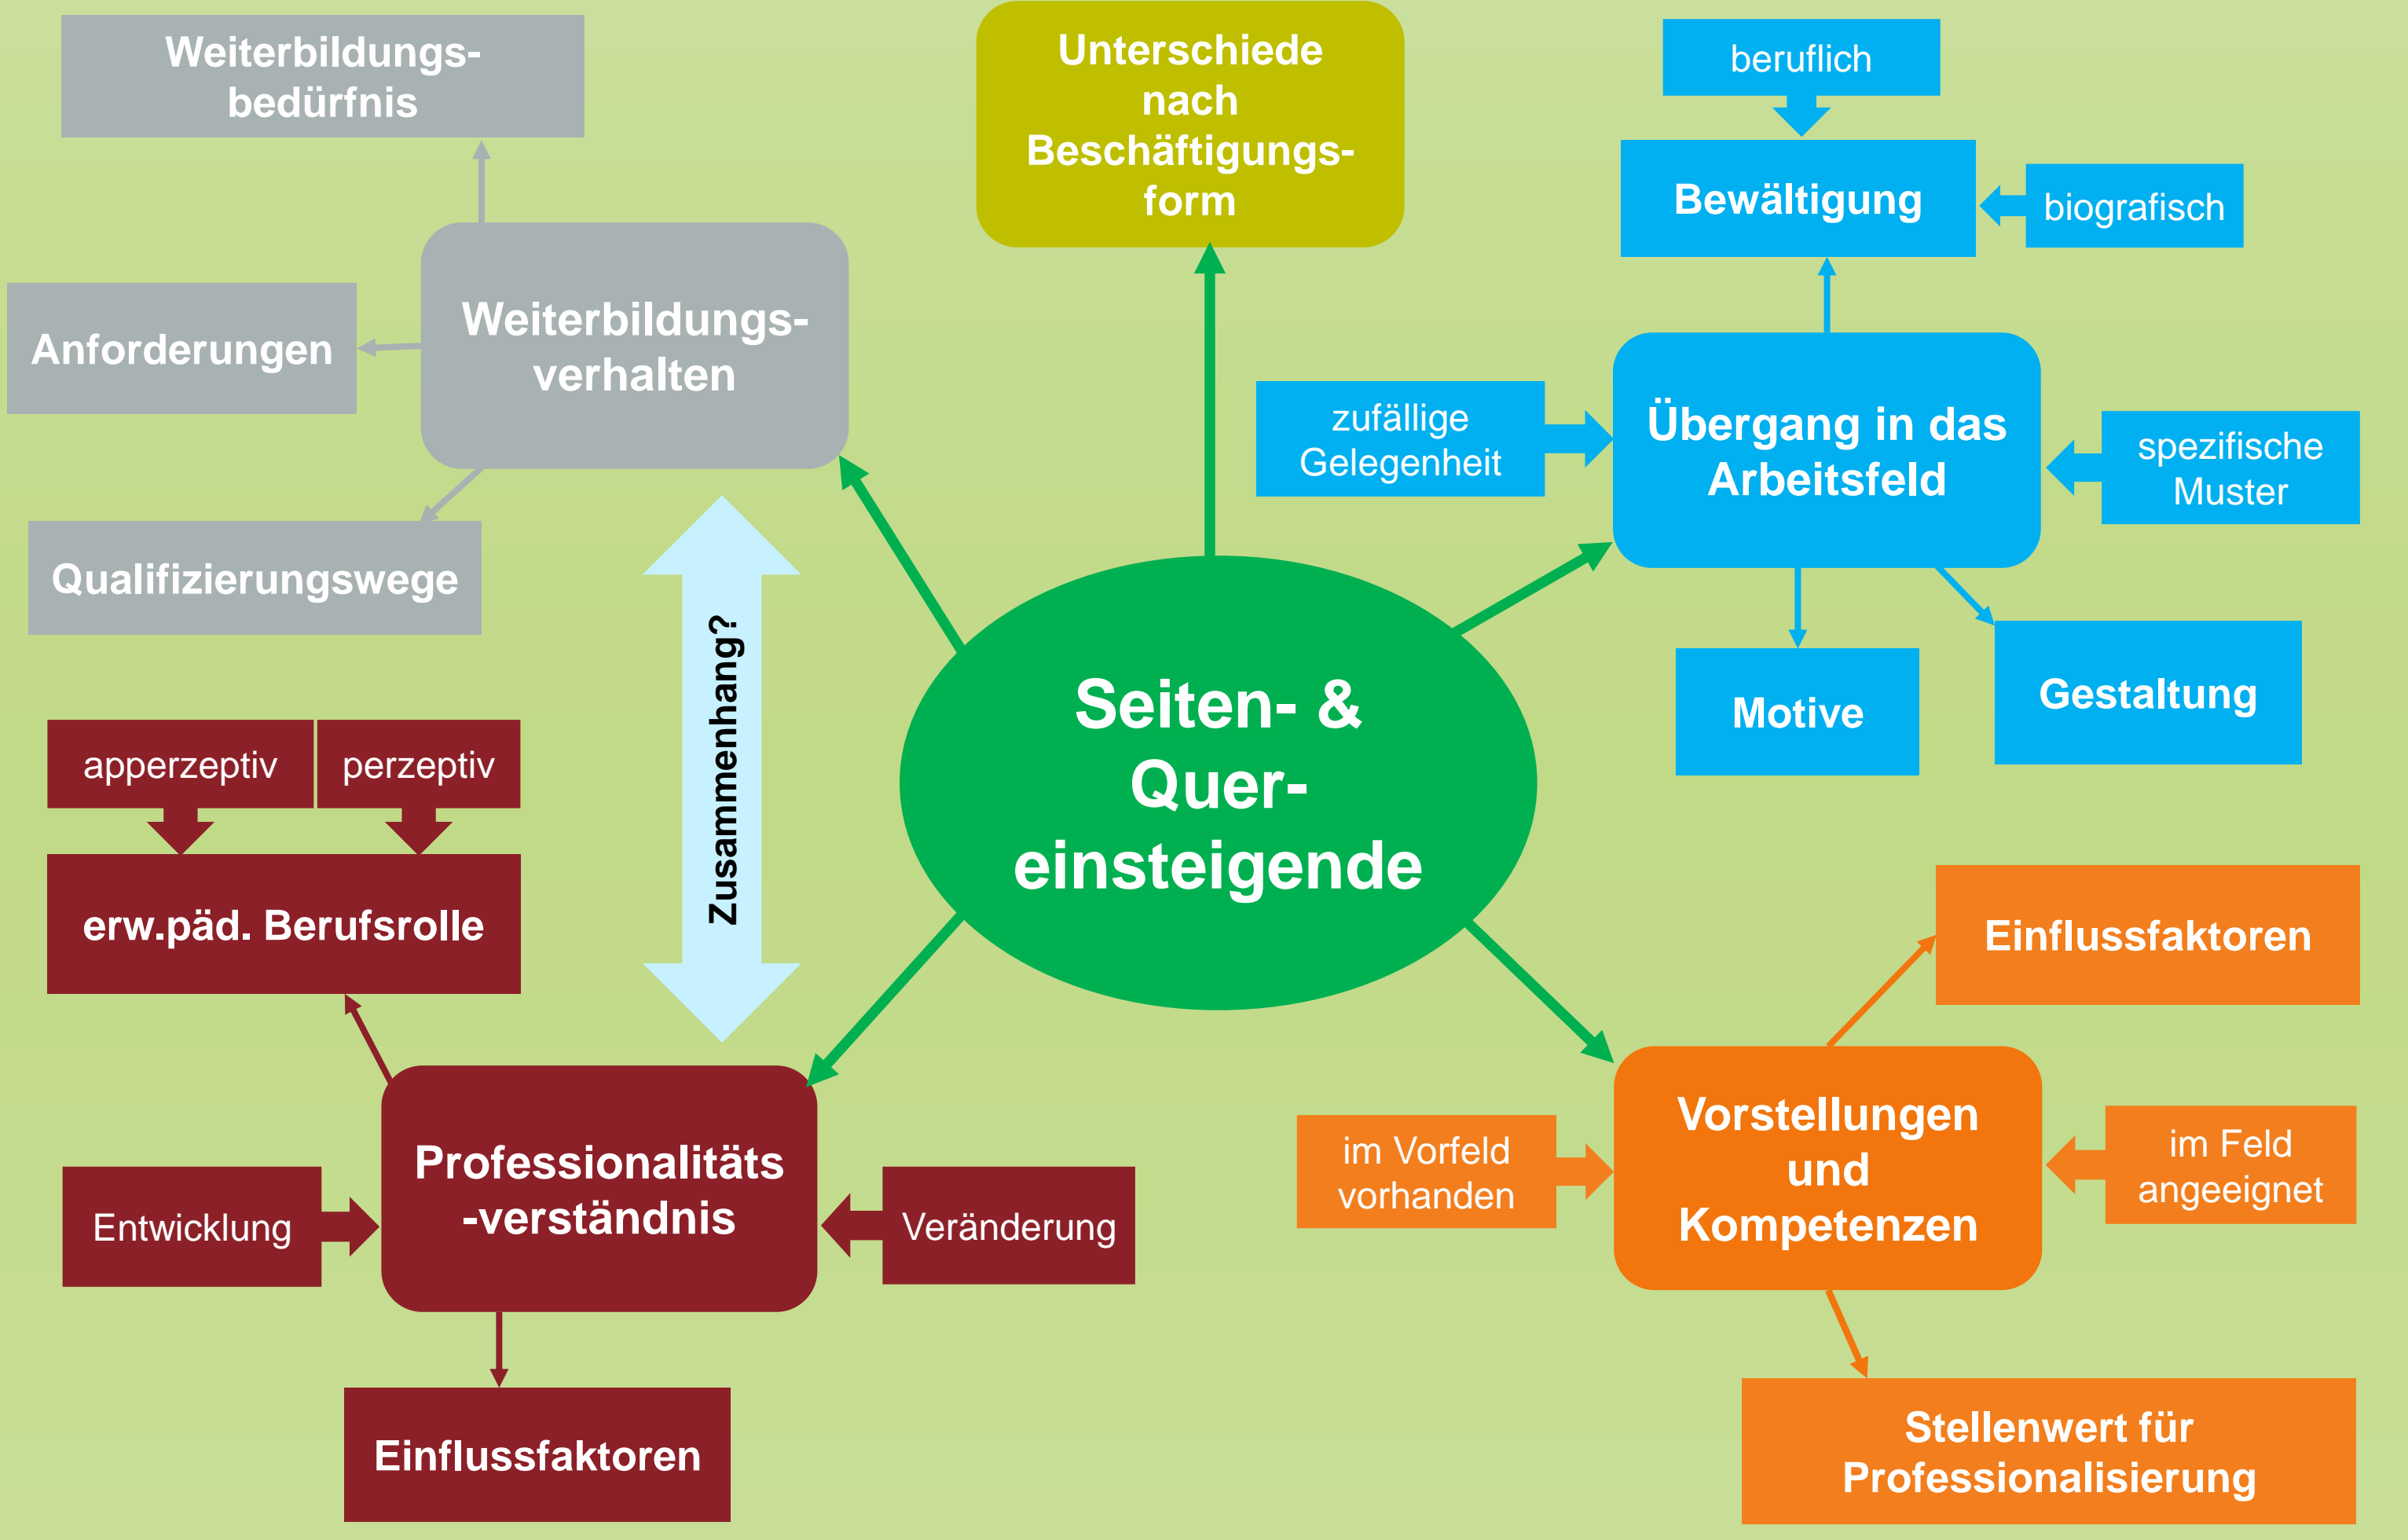 Weiterbildungs-
bedürfnis
Anforderungen
Weiterbildungs-
verhalten
Qualifizierungswege
Unterschiede
nach
Beschäftigungs-
form
beruflich
Bewältigung
biografisch
zufällige
Gelegenheit
Übergang in das
Arbeitsfeld
spezifische
Muster
Motive
Gestaltung
Zusammenhang?
Seiten- &
Quer-
einsteigende
apperzeptiv
perzeptiv
erw.päd. Berufsrolle
Entwicklung
Professionalitäts
-verständnis
Veränderung
Einflussfaktoren
Einflussfaktoren
im Vorfeld
vorhanden
Vorstellungen
und
Kompetenzen
im Feld
angeeignet
Stellenwert für
Professionalisierung